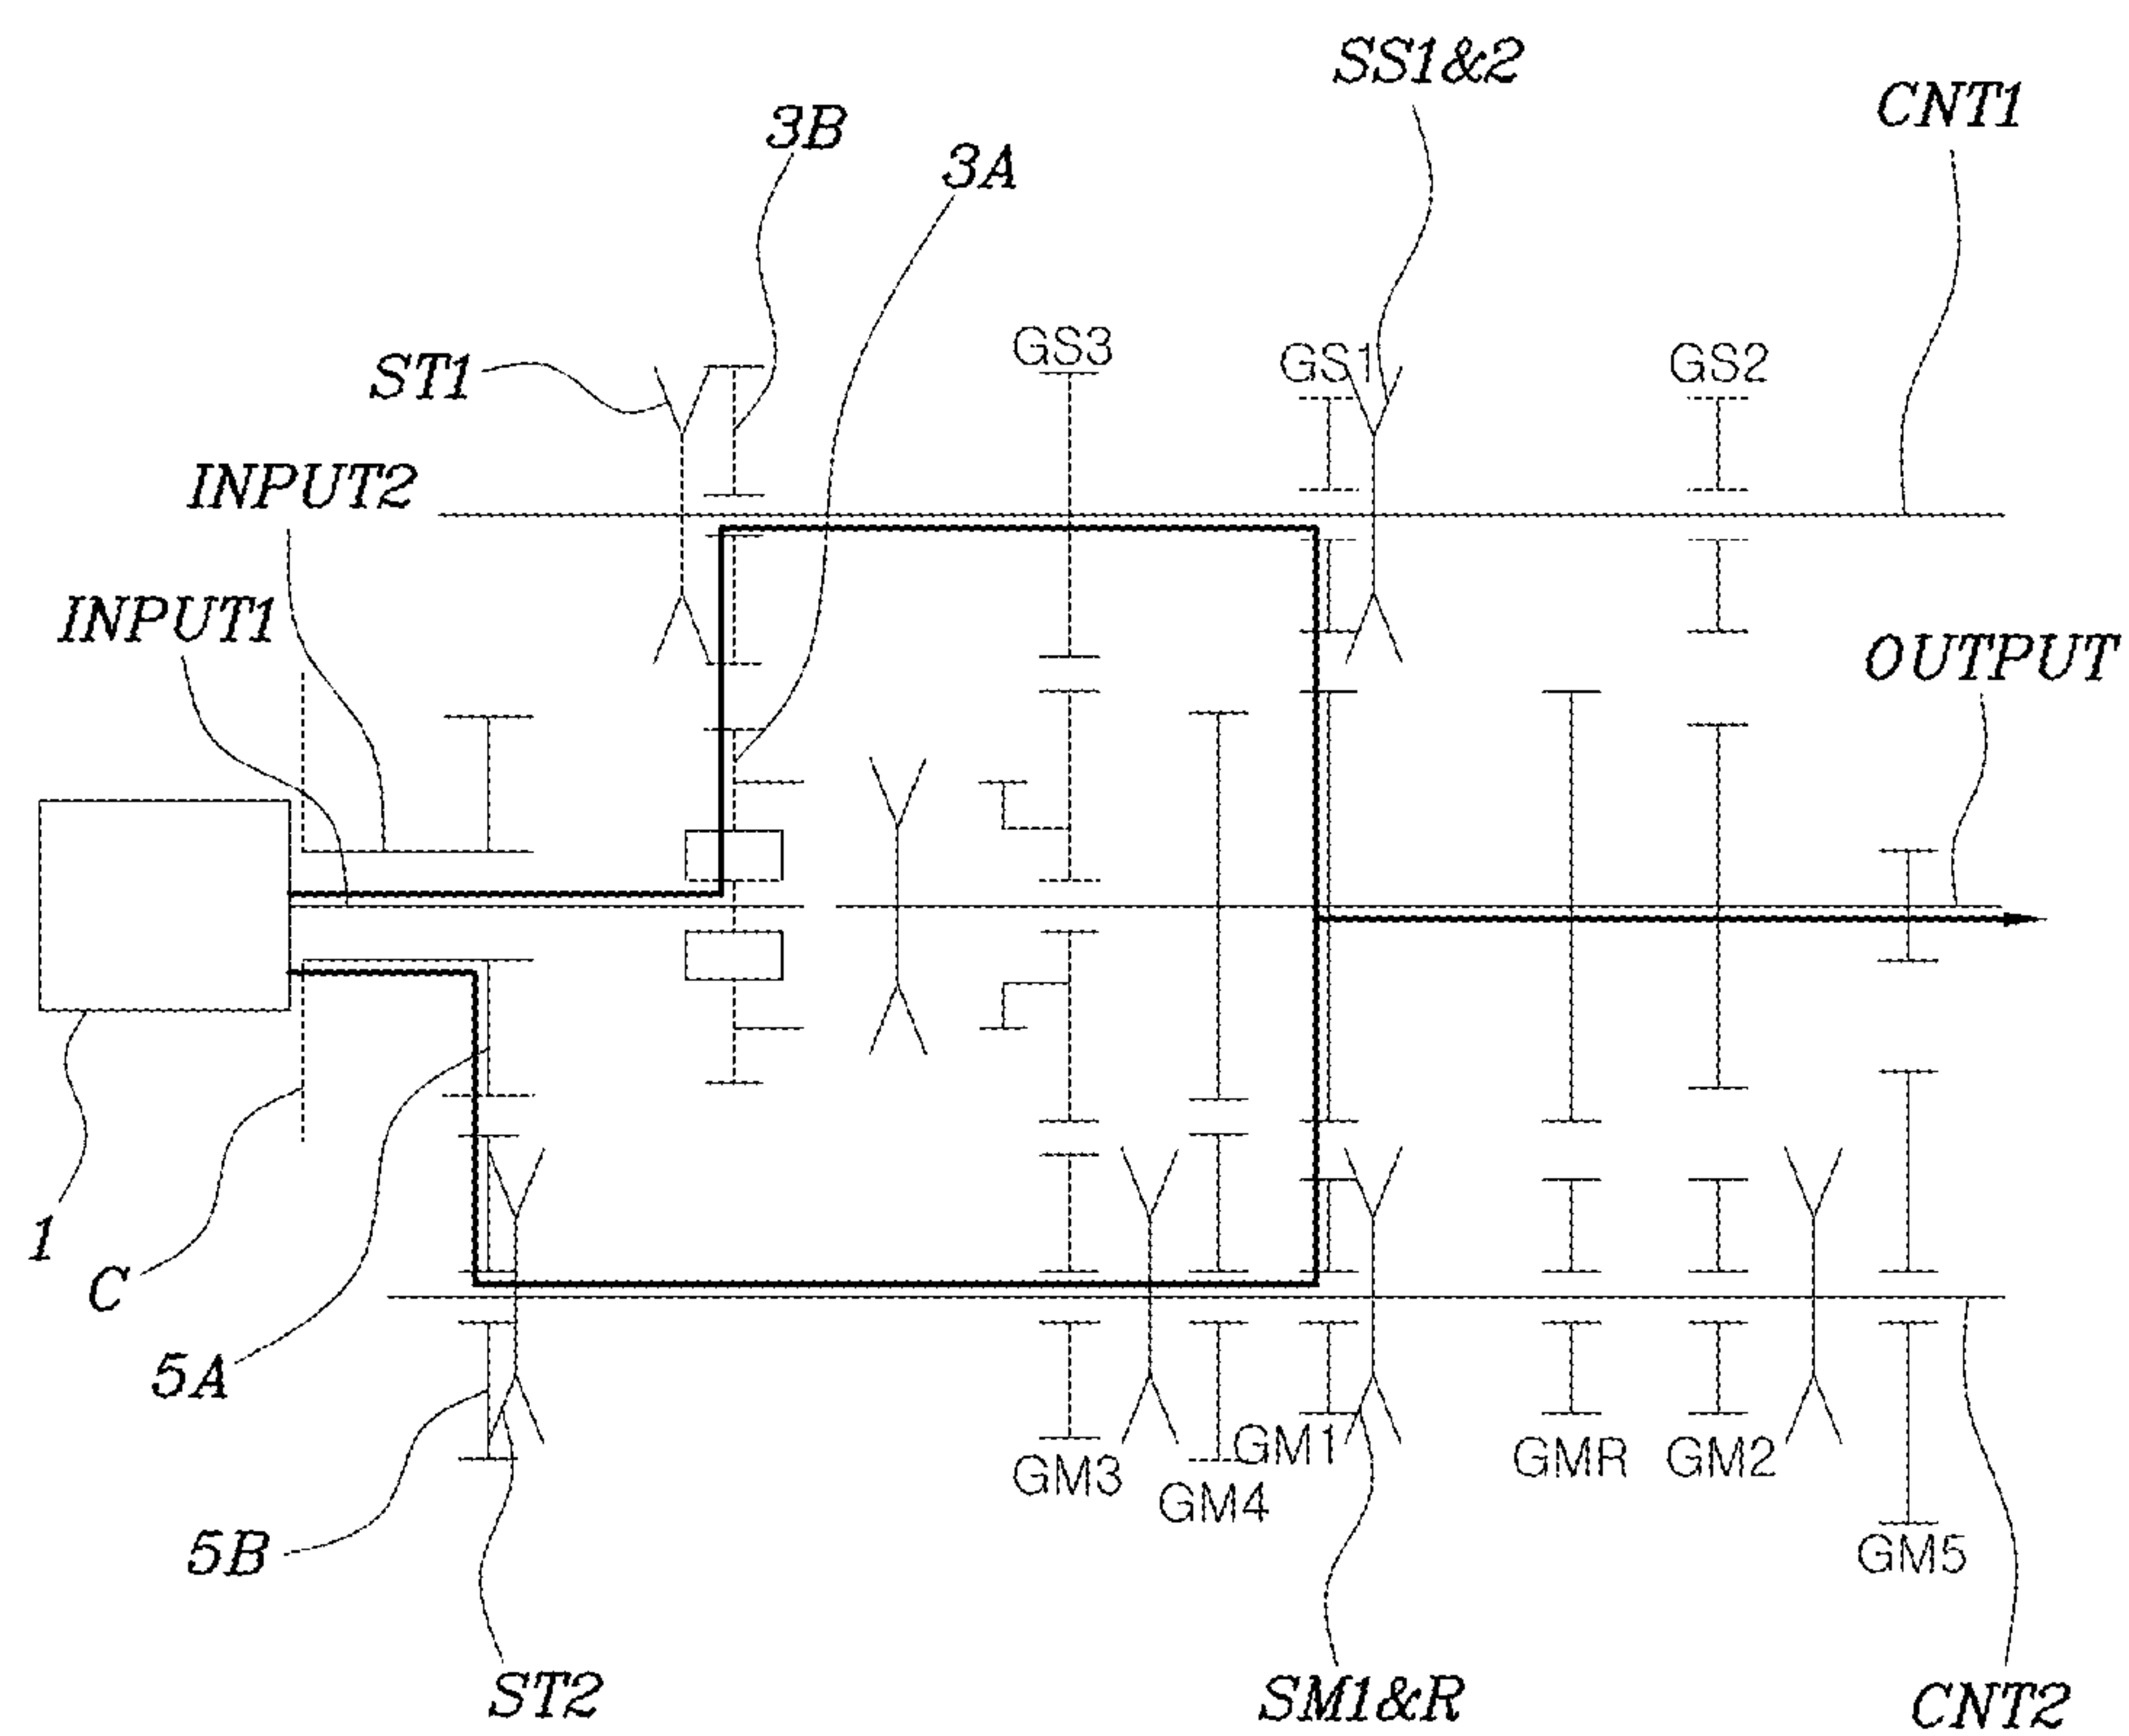 SS1&2
CNT1
3B
3A
GS3
GS1
GS2
ST1
INPUT2
INPUT1
OUTPUT
1
C
5A
5B
GM3
GM4
GM1
GMR
GM2
GM5
ST2
SM1&R
CNT2